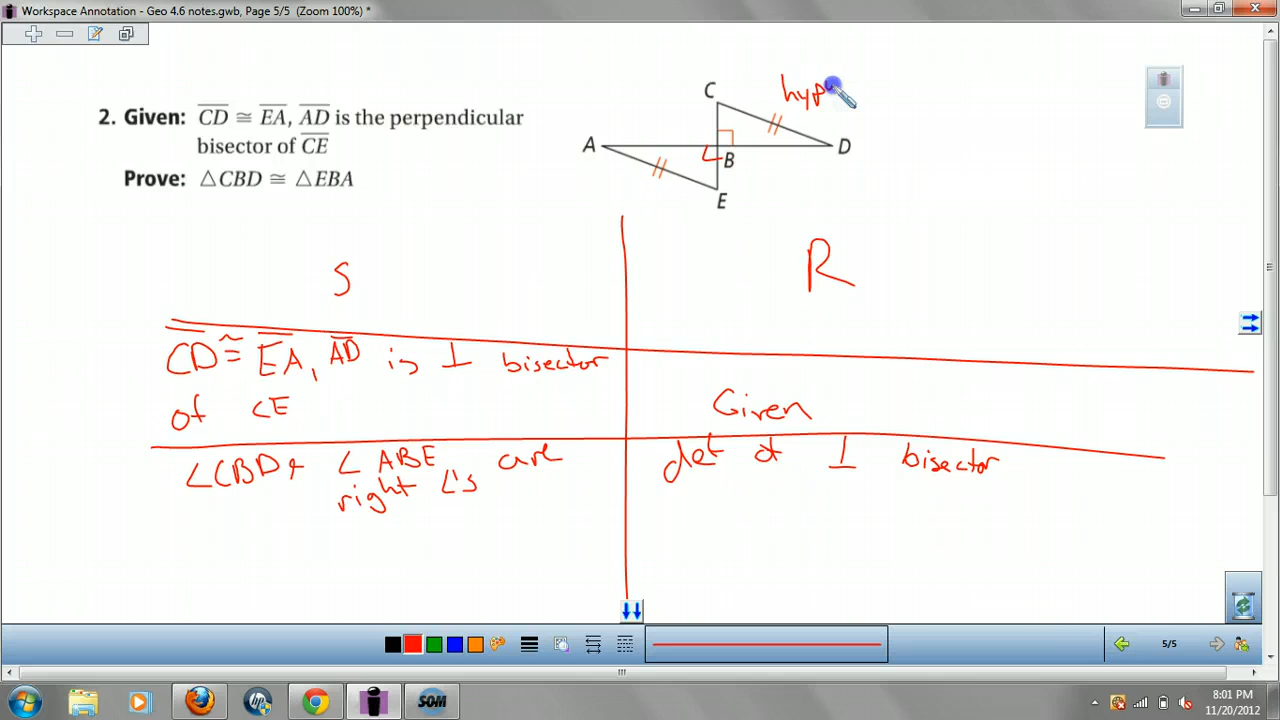 Workspace Annotation - Geo 4.6 notes.gwb, Page 5/5 (Zoom 100%) *
2. Given: CD ≅ EA, AD is the perpendicular
bisector of CE
Prove: △CBD ≅ △EBA
C
hyp
A
B
D
E
S
R
CD ≅ EA, AD is ⊥ bisector
of CE
Given
∠CBD + ∠ABE are
right ∠'s
def of ⊥ bisector
5/5
SOM
8:01 PM
11/20/2012